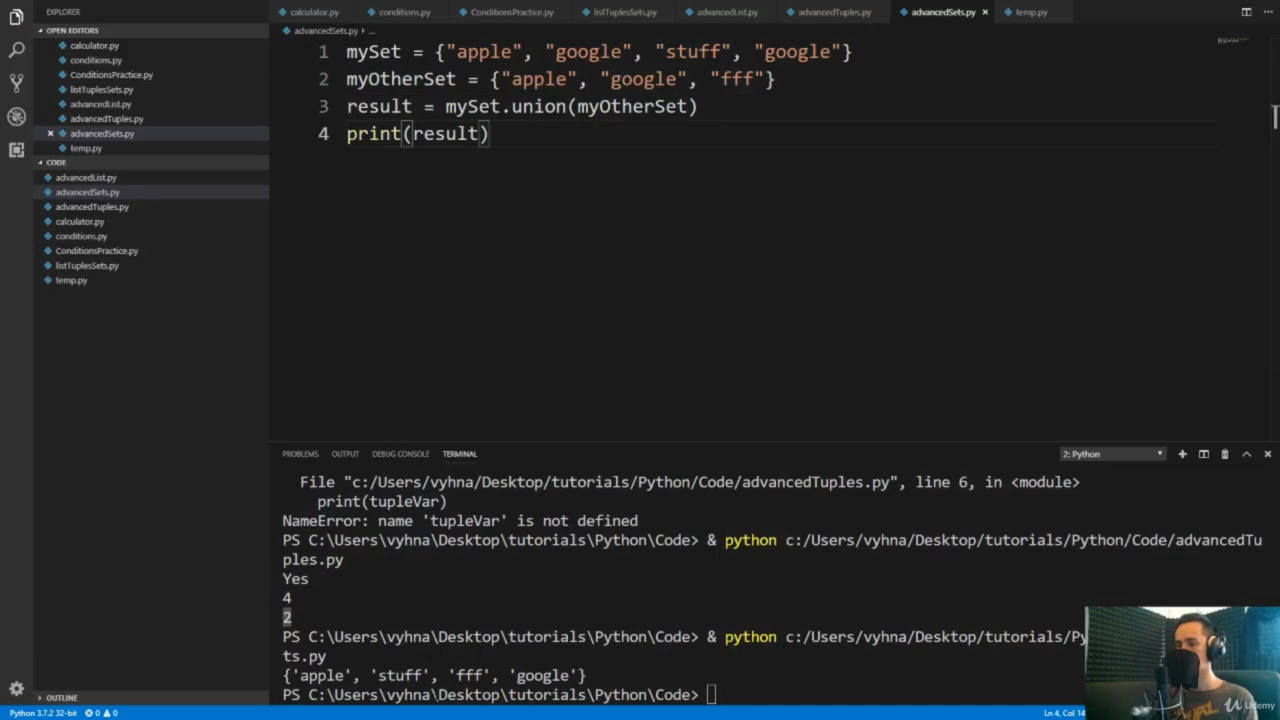 EXPLORER
OPEN EDITORS
calculator.py
conditions.py
ConditionsPractice.py
listTuplesSets.py
advancedList.py
advancedTuples.py
advancedSets.py
temp.py
CODE
advancedList.py
advancedSets.py
advancedTuples.py
calculator.py
conditions.py
ConditionsPractice.py
listTuplesSets.py
temp.py
OUTLINE
calculator.py conditions.py ConditionsPractice.py listTuplesSets.py advancedList.py advancedTuples.py advancedSets.py temp.py
advancedSets.py ...
1 mySet = {"apple", "google", "stuff", "google"}
2 myOtherSet = {"apple", "google", "fff"}
3 result = mySet.union(myOtherSet)
4 print(result)
PROBLEMS OUTPUT DEBUG CONSOLE TERMINAL 2: Python
File "c:/Users/vyhna/Desktop/tutorials/Python/Code/advancedTuples.py", line 6, in <module>
print(tupleVar)
NameError: name 'tupleVar' is not defined
PS C:\Users\vyhna\Desktop\tutorials\Python\Code> & python c:/Users/vyhna/Desktop/tutorials/Python/Code/advancedTu
ples.py
Yes
4
2
PS C:\Users\vyhna\Desktop\tutorials\Python\Code> & python c:/Users/vyhna/Desktop/tutorials/Py
ts.py
{'apple', 'stuff', 'fff', 'google'}
PS C:\Users\vyhna\Desktop\tutorials\Python\Code>
Python 3.7.2 32-bit 0 0 Ln 4, Col 14
Udemy